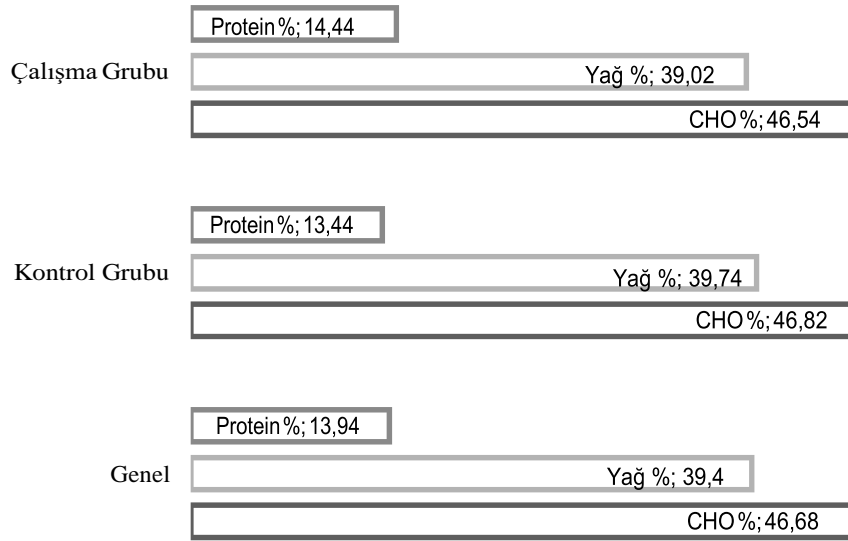 Protein %; 14,44
Çalışma Grubu
Yağ %; 39,02
CHO %; 46,54
Protein %; 13,44
Kontrol Grubu
Yağ %; 39,74
CHO %; 46,82
Protein %; 13,94
Genel
Yağ %; 39,4
CHO %; 46,68